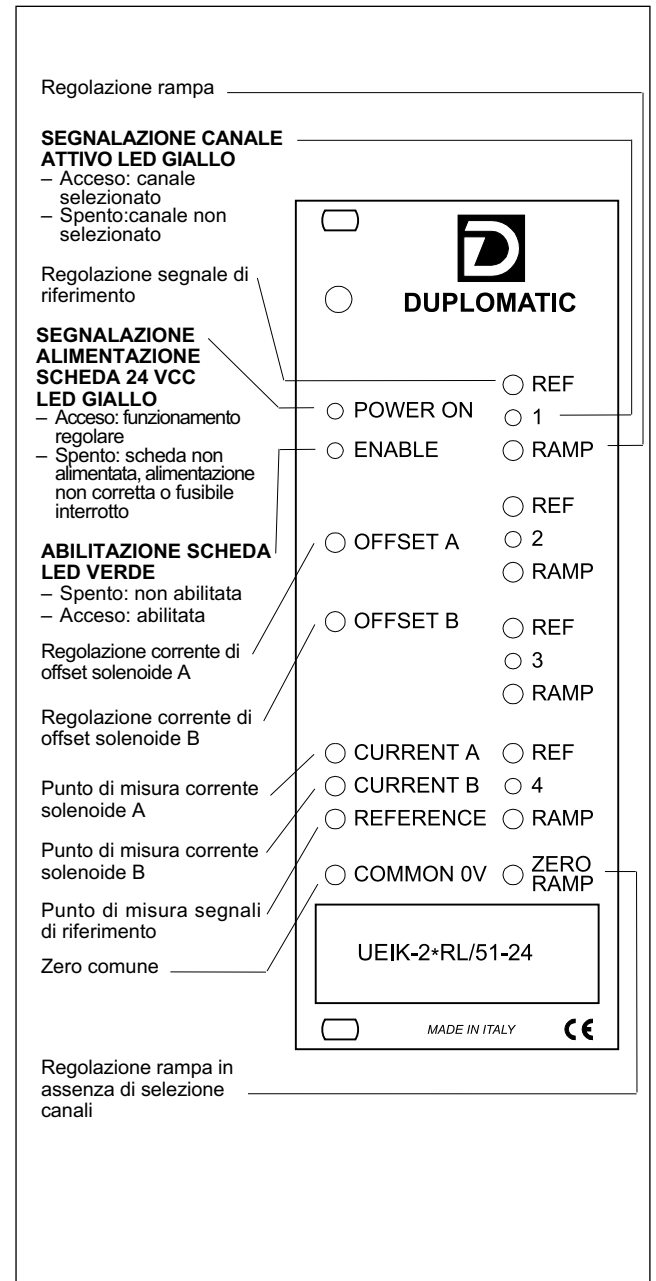 Regolazione rampa
SEGNALAZIONE CANALE
ATTIVO LED GIALLO
– Acceso: canale
selezionato
– Spento:canale non
selezionato
Regolazione segnale di
riferimento
SEGNALAZIONE
ALIMENTAZIONE
SCHEDA 24 VCC
LED GIALLO
– Acceso: funzionamento
regolare
– Spento: scheda non
alimentata, alimentazione
non corretta o fusibile
interrotto
ABILITAZIONE SCHEDA
LED VERDE
– Spento: non abilitata
– Acceso: abilitata
Regolazione corrente di
offset solenoide A
Regolazione corrente di
offset solenoide B
Punto di misura corrente
solenoide A
Punto di misura corrente
solenoide B
Punto di misura segnali
di riferimento
Zero comune
Regolazione rampa in
assenza di selezione
canali
D
DUPLOMATIC
POWER ON
ENABLE
OFFSET A
OFFSET B
CURRENT A
CURRENT B
REFERENCE
COMMON 0V
REF
1
RAMP
REF
2
RAMP
REF
3
RAMP
REF
4
RAMP
ZERO
RAMP
UEIK-2*RL/51-24
MADE IN ITALY
CE